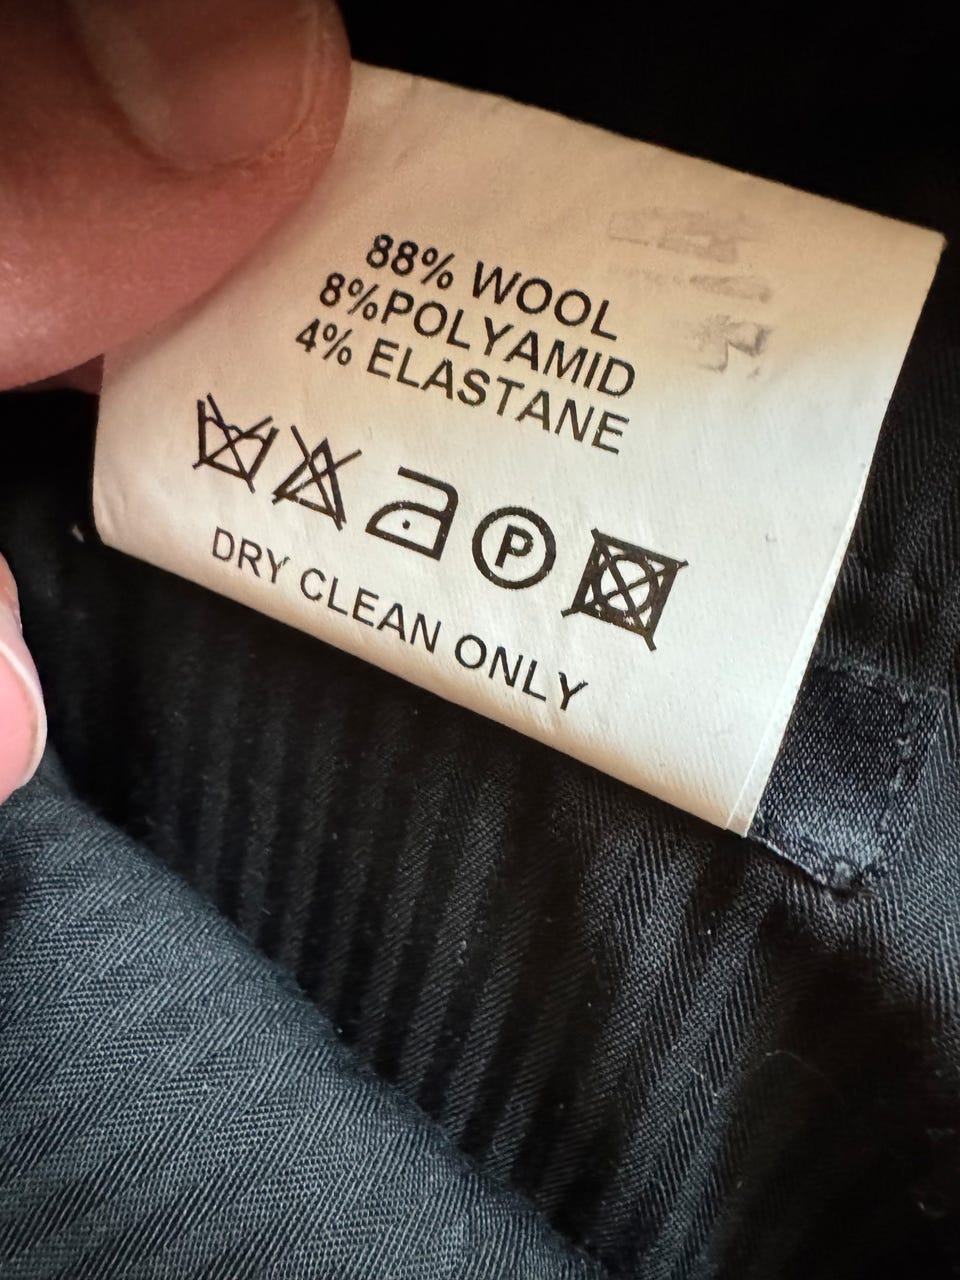 88% WOOL
8%POLYAMID
4% ELASTANE
P
DRY CLEAN ONLY